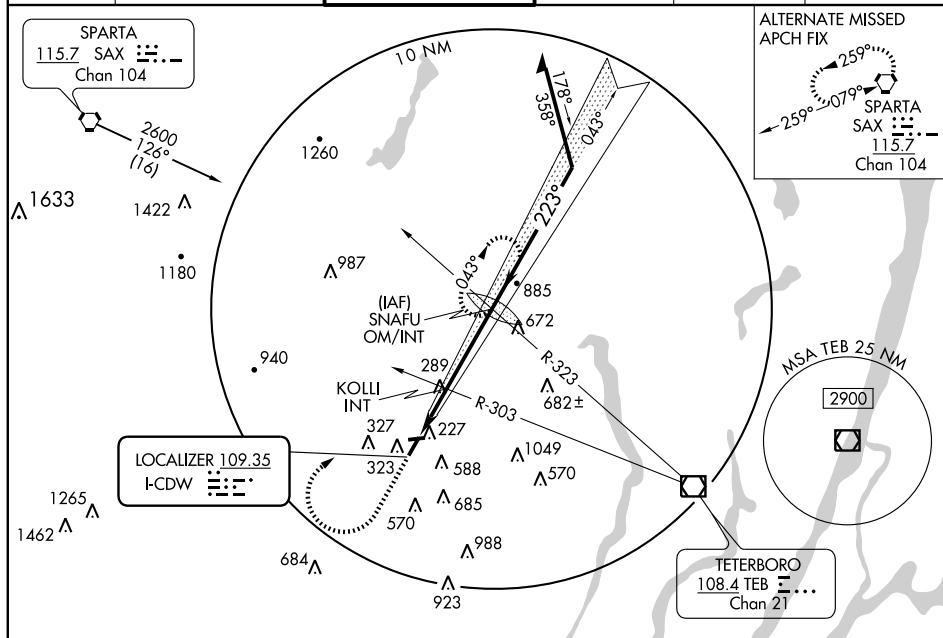 SPARTA
115.7 SAX
Chan 104
2600
126°
(16)
1633
1422
1180
1260
10 NM
178°
358°
043°
223°
ALTERNATE MISSED
APCH FIX
259°
259°
079°
SPARTA
SAX
115.7
Chan 104
987
043°
885
(IAF)
SNAFU
OM/INT
672
R-323
940
289
KOLLI
INT
R-303
682±
MSA TEB 25 NM
2900
327
227
323
588
1049
570
LOCALIZER 109.35
I-CDW
570
685
1265
1462
684
988
923
TETERBORO
108.4 TEB
Chan 21